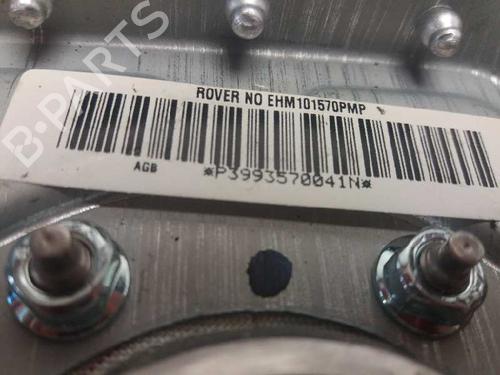 ROVER NO EHM101570PMP
AGB *P3993570041N*
B-PARTS